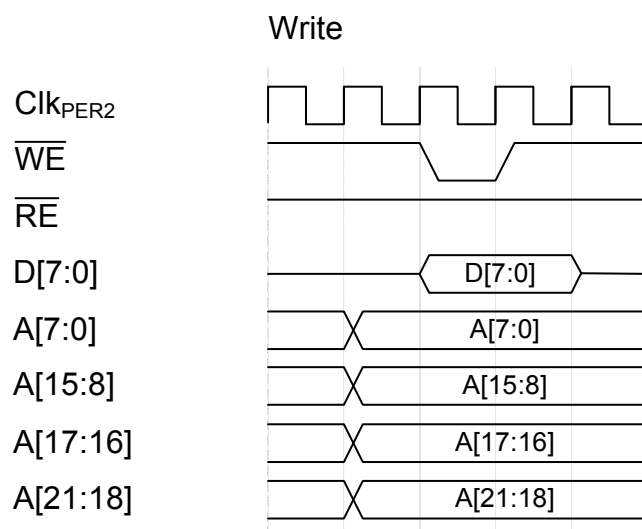 Write
ClkPER2
WE
RE
D[7:0] D[7:0]
A[7:0] A[7:0]
A[15:8] A[15:8]
A[17:16] A[17:16]
A[21:18] A[21:18]